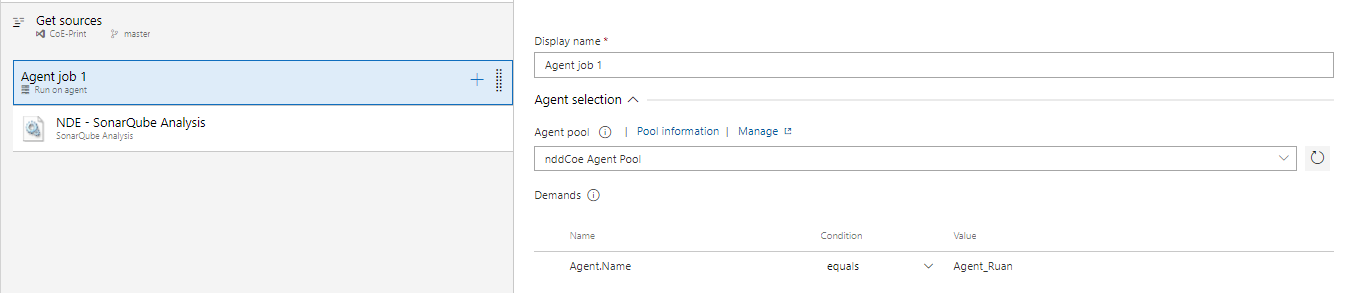 Get sources
CoE-Print master
Agent job 1
Run on agent
NDE - SonarQube Analysis
SonarQube Analysis
Display name *
Agent job 1
Agent selection
Agent pool | Pool information | Manage
nddCoe Agent Pool
Demands
Name Condition Value
Agent.Name equals Agent_Ruan